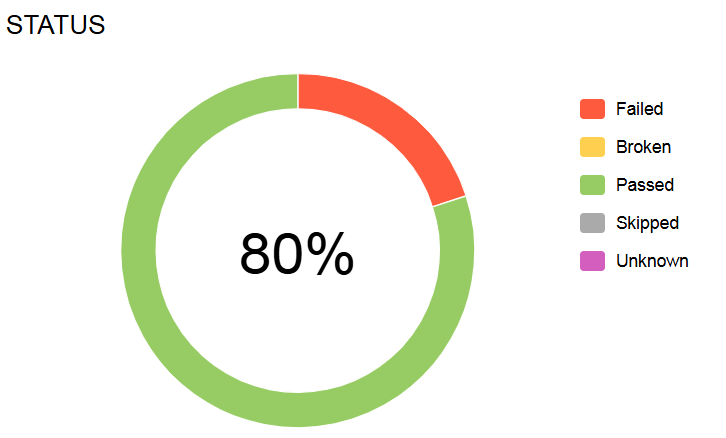 STATUS
80%
Failed
Broken
Passed
Skipped
Unknown